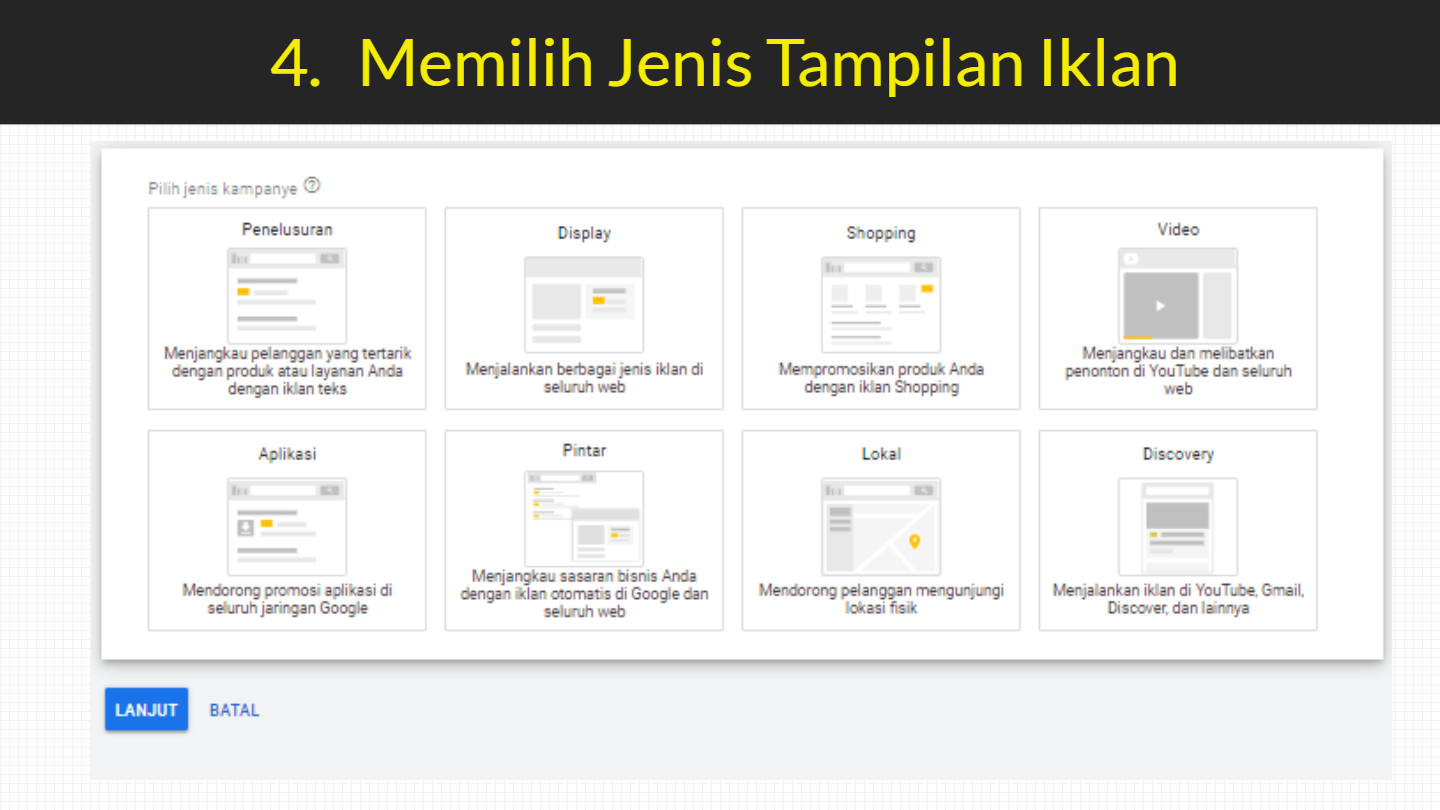 4. Memilih Jenis Tampilan Iklan
Pilih jenis kampanye
Penelusuran
Menjangkau pelanggan yang tertarik
dengan produk atau layanan Anda
dengan iklan teks
Display
Menjalankan berbagai jenis iklan di
seluruh web
Shopping
Mempromosikan produk Anda
dengan iklan Shopping
Video
Menjangkau dan melibatkan
penonton di YouTube dan seluruh
web
Aplikasi
Mendorong promosi aplikasi di
seluruh jaringan Google
Pintar
Menjangkau sasaran bisnis Anda
dengan iklan otomatis di Google dan
seluruh web
Lokal
Mendorong pelanggan mengunjungi
lokasi fisik
Discovery
Menjalankan iklan di YouTube, Gmail,
Discover, dan lainnya
LANJUT
BATAL